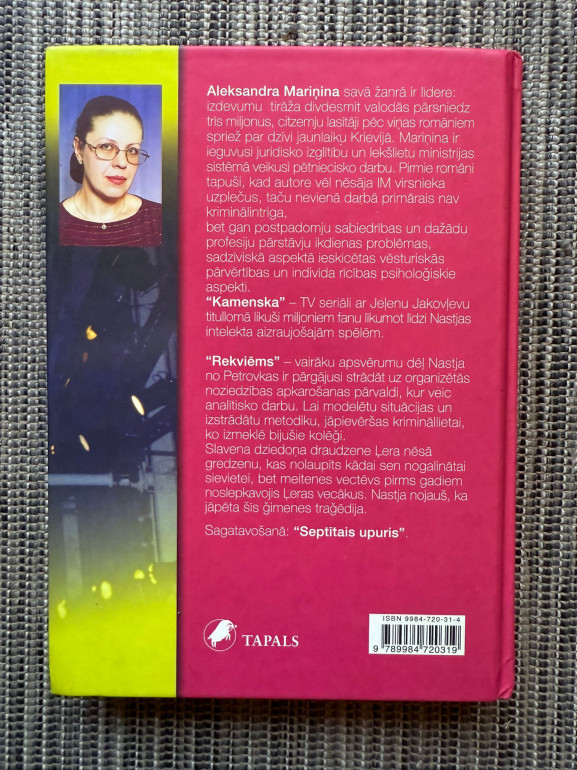 Aleksandra Mariņina savā žanrā ir līdere:
izdevumu tirāža divdesmit valodās pārsniedz
trīs miljonus, citzemju lasītāji pēc viņas romāniem
spriež par dzīvi jaunlaiku Krievijā. Mariņina ir
ieguvusi juridisko izglītību un Iekšlietu ministrijas
sistēmā veikusi pētniecisko darbu. Pirmie romāni
tapuši, kad autore vēl nēsāja IM virsnieka
uzplečus, taču nevienā darbā primārais nav
kriminālintriga,
bet gan postpadomju sabiedrības un dažādu
profesiju pārstāvju ikdienas problēmas,
sadzīviskā aspektā ieskicētas vēsturiskās
pārvērtības un indivīda rīcības psiholoģiskie
aspekti.
“Kamenska” – TV seriāli ar Jeļenu Jakovļevu
titullomā likuši miljoniem fanu līkumot līdzi Nastjas
intelekta aizraujošajām spēlēm.
“Rekviēms” – vairāku apsvērumu dēļ Nastja
no Petrovkas ir pārgājusi strādāt uz organizētās
noziedzības apkarošanas pārvaldi, kur veic
analītisko darbu. Lai modelētu situācijas un
izstrādātu metodiku, jāpievēršas krimināllietai,
ko izmeklē bijušie kolēģi.
Slavena dziedoņa draudzene Ļera nēsā
gredzenu, kas nolaupīts kādai sen nogalinātai
sievietei, bet meitenes vectēvs pirms gadiem
noslepkavojis Ļeras vecākus. Nastja nojauš, ka
jāpēta šīs ģimenes traģēdija.
Sagatavošanā: “Septītais upuris”.
ISBN 9984-720-31-4
9 789984 720319
TAPALS